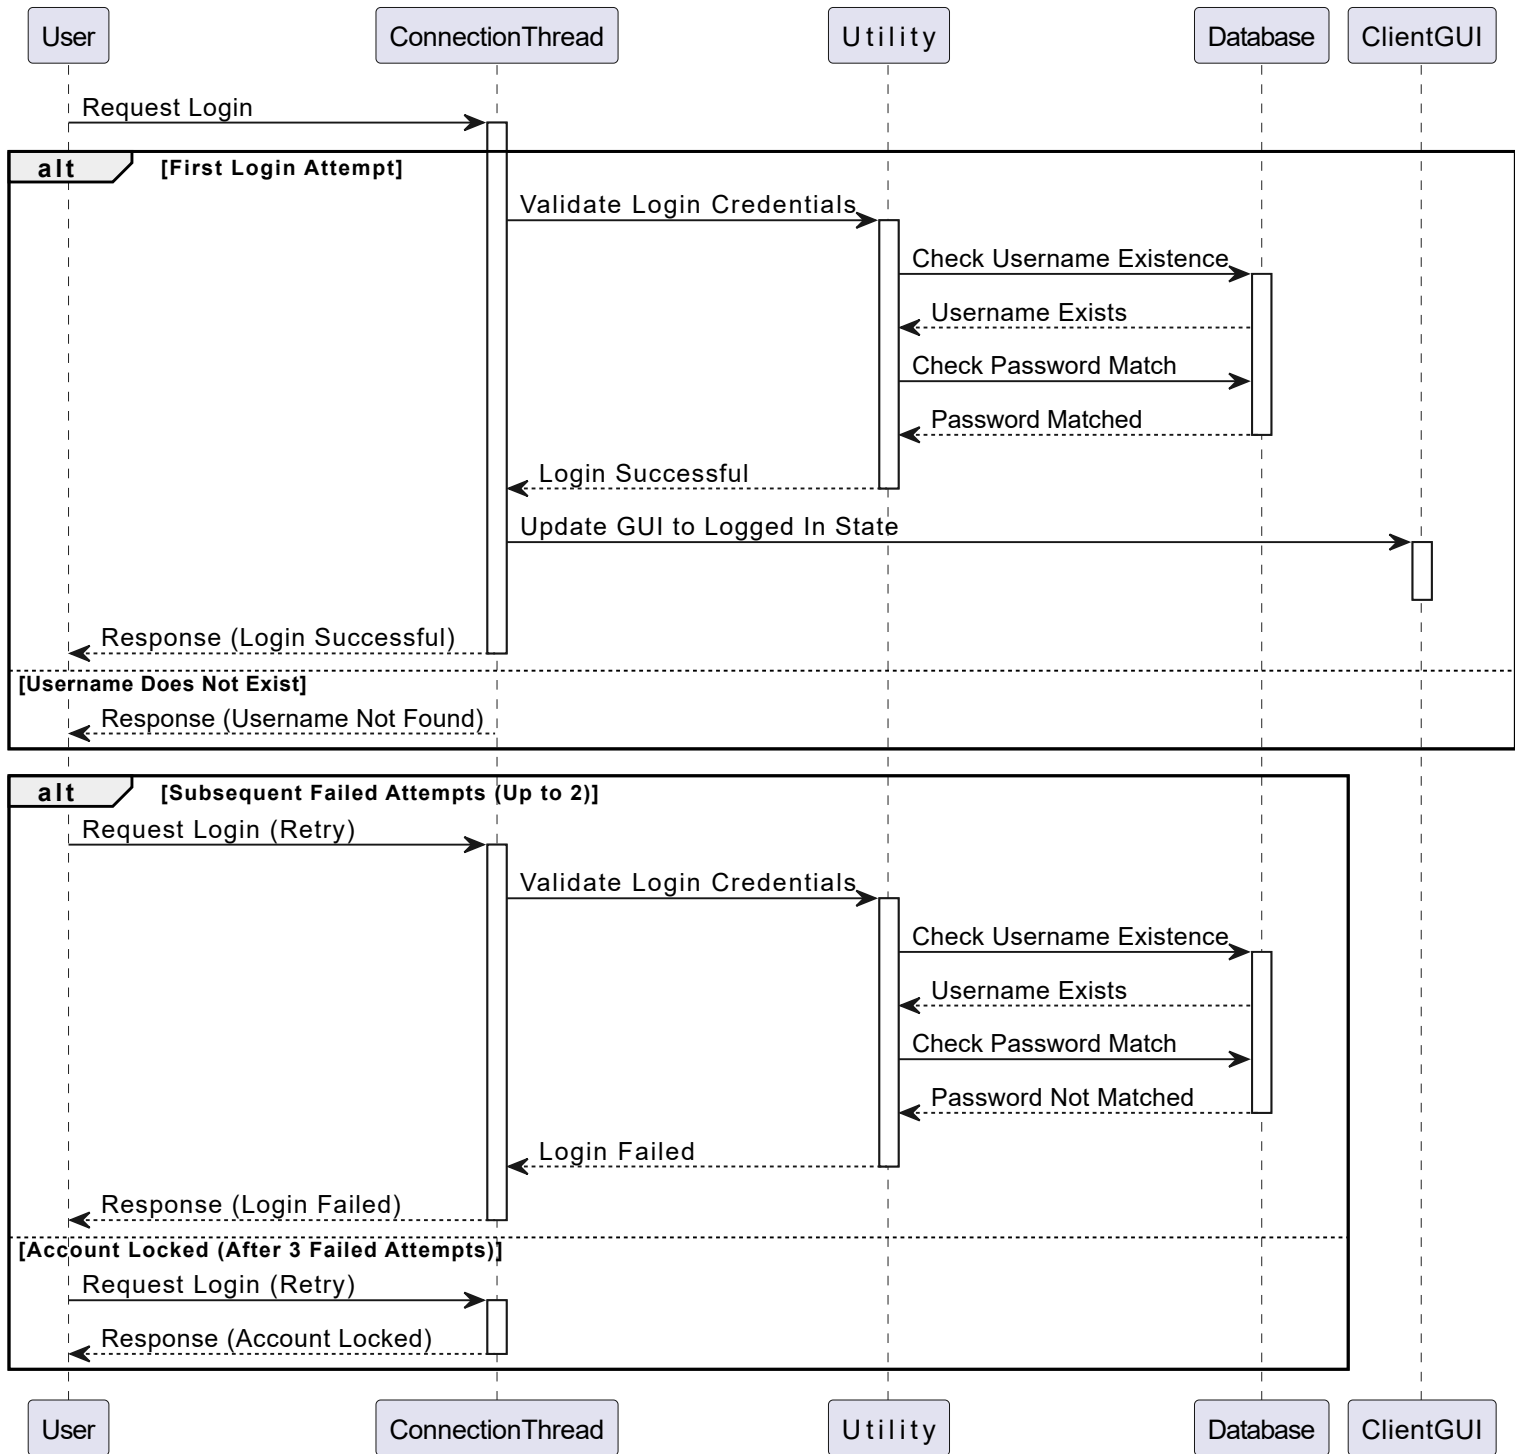 User
ConnectionThread
Utility
Database
ClientGUI
Request Login
alt
[First Login Attempt]
Validate Login Credentials
Check Username Existence
Username Exists
Check Password Match
Password Matched
Login Successful
Update GUI to Logged In State
Response (Login Successful)
[Username Does Not Exist]
Response (Username Not Found)
alt
[Subsequent Failed Attempts (Up to 2)]
Request Login (Retry)
Validate Login Credentials
Check Username Existence
Username Exists
Check Password Match
Password Not Matched
Login Failed
Response (Login Failed)
[Account Locked (After 3 Failed Attempts)]
Request Login (Retry)
Response (Account Locked)
User
ConnectionThread
Utility
Database
ClientGUI